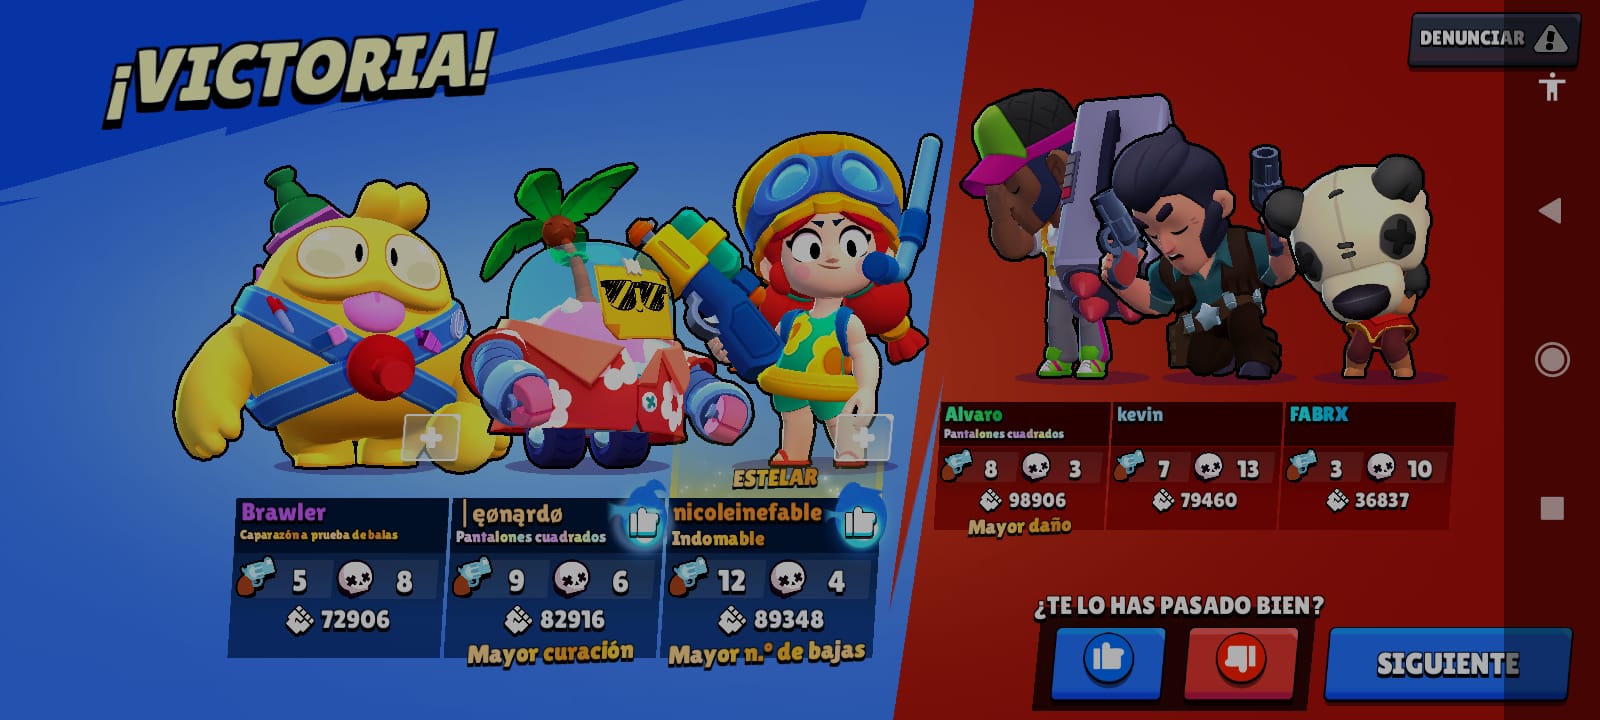 ¡VICTORIA!
DENUNCIAR
ESTELAR
Brawler
Caparazón a prueba de balas
5 8
72906
|ęønąrdø
Pantalones cuadrados
9 6
82916
Mayor curación
nicoleinefable
Indomable
12 4
89348
Mayor n.º de bajas
Alvaro
Pantalones cuadrados
8 3
98906
Mayor daño
kevin
7 13
79460
FABRX
3 10
36837
¿TE LO HAS PASADO BIEN?
SIGUIENTE